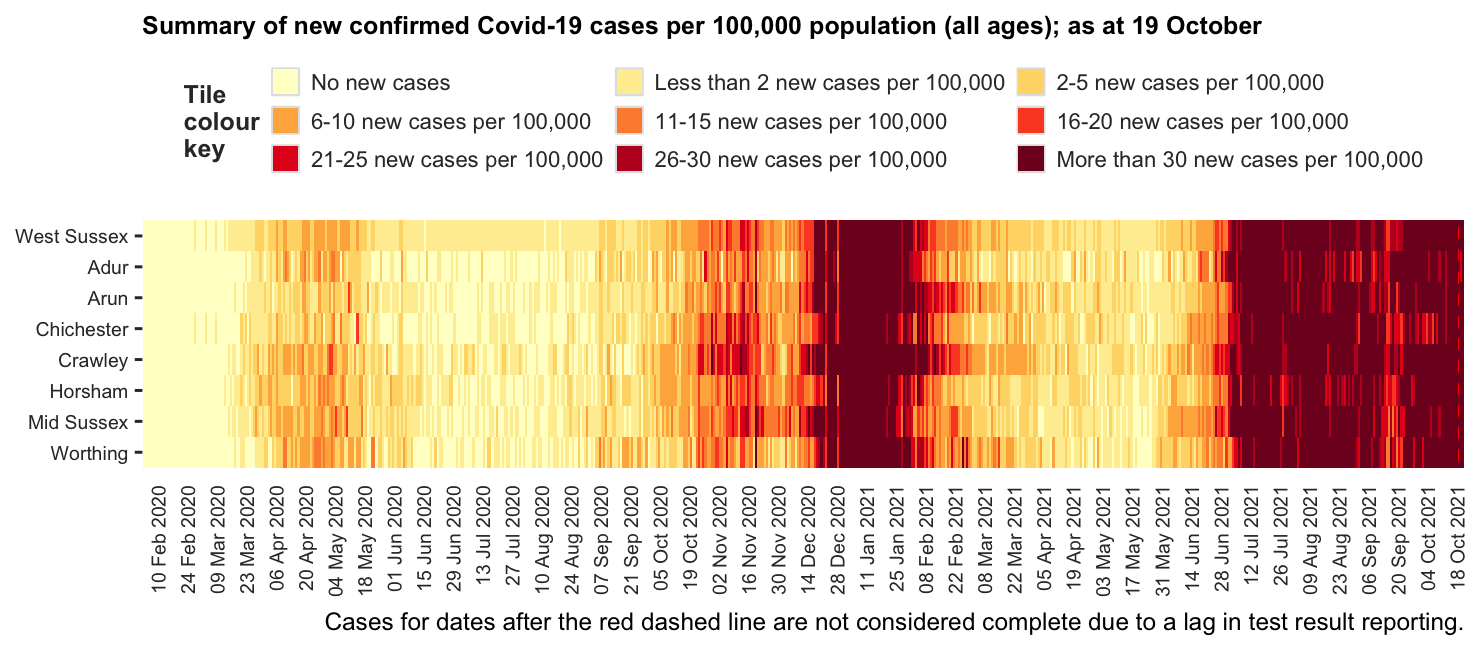 Summary of new confirmed Covid-19 cases per 100,000 population (all ages); as at 19 October
Tile
colour
key
No new cases
Less than 2 new cases per 100,000
2-5 new cases per 100,000
6-10 new cases per 100,000
11-15 new cases per 100,000
16-20 new cases per 100,000
21-25 new cases per 100,000
26-30 new cases per 100,000
More than 30 new cases per 100,000
West Sussex
Adur
Arun
Chichester
Crawley
Horsham
Mid Sussex
Worthing
10 Feb 2020
24 Feb 2020
09 Mar 2020
23 Mar 2020
06 Apr 2020
20 Apr 2020
04 May 2020
18 May 2020
01 Jun 2020
15 Jun 2020
29 Jun 2020
13 Jul 2020
27 Jul 2020
10 Aug 2020
24 Aug 2020
07 Sep 2020
21 Sep 2020
05 Oct 2020
19 Oct 2020
02 Nov 2020
16 Nov 2020
30 Nov 2020
14 Dec 2020
28 Dec 2020
11 Jan 2021
25 Jan 2021
08 Feb 2021
22 Feb 2021
08 Mar 2021
22 Mar 2021
05 Apr 2021
19 Apr 2021
03 May 2021
17 May 2021
31 May 2021
14 Jun 2021
28 Jun 2021
12 Jul 2021
26 Jul 2021
09 Aug 2021
23 Aug 2021
06 Sep 2021
20 Sep 2021
04 Oct 2021
18 Oct 2021
Cases for dates after the red dashed line are not considered complete due to a lag in test result reporting.